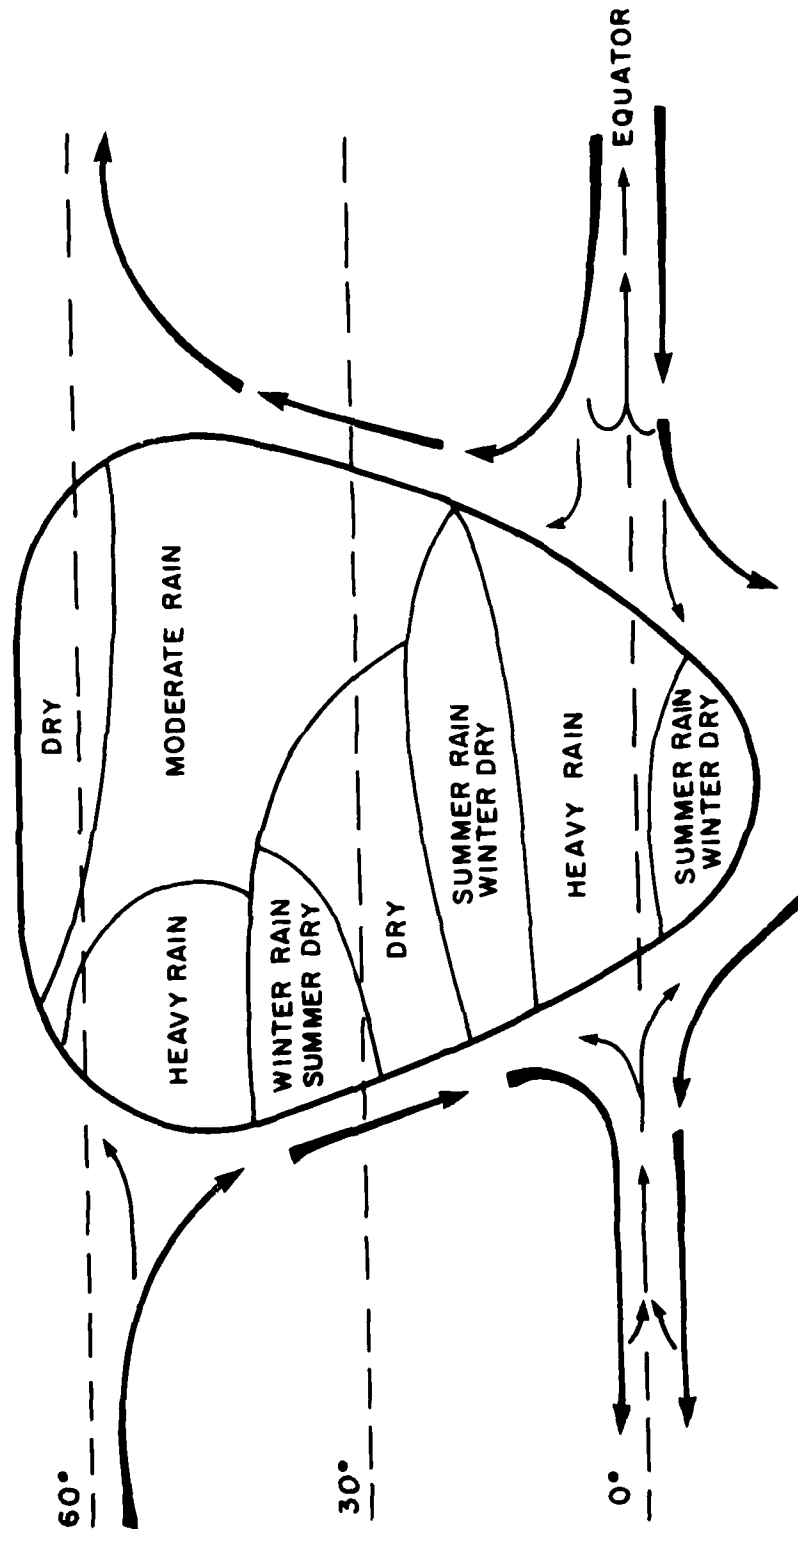 60°
DRY
MODERATE RAIN
HEAVY RAIN
WINTER RAIN
SUMMER DRY
30°
DRY
SUMMER RAIN
WINTER DRY
HEAVY RAIN
0°
EQUATOR
SUMMER RAIN
WINTER DRY